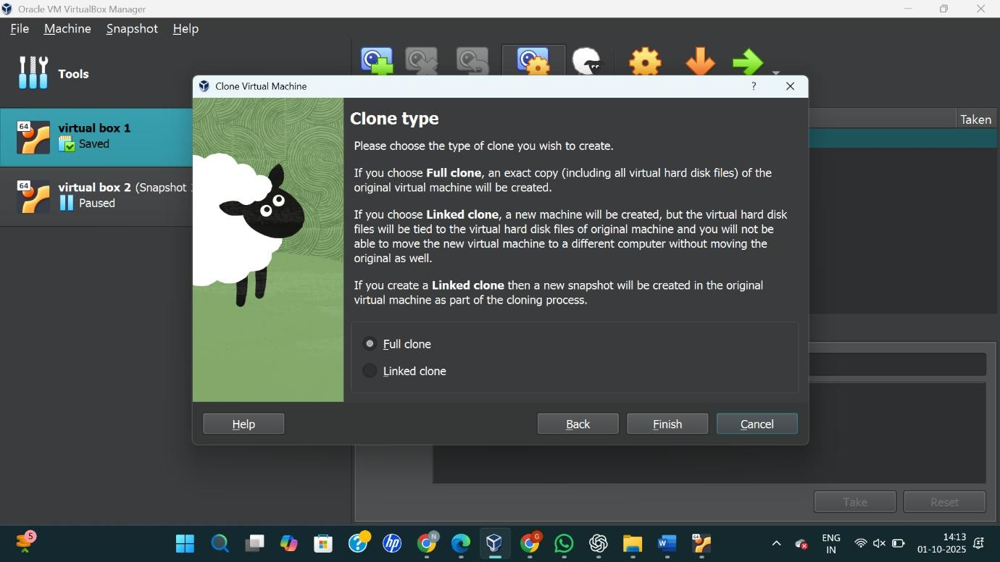 Oracle VM VirtualBox Manager
File Machine Snapshot Help
Tools
64
virtual box 1
Saved
64
virtual box 2 (Snapshot
Paused
Taken
Clone Virtual Machine
?
Clone type
Please choose the type of clone you wish to create.
If you choose Full clone, an exact copy (including all virtual hard disk files) of the
original virtual machine will be created.
If you choose Linked clone, a new machine will be created, but the virtual hard disk
files will be tied to the virtual hard disk files of original machine and you will not be
able to move the new virtual machine to a different computer without moving the
original as well.
If you create a Linked clone then a new snapshot will be created in the original
virtual machine as part of the cloning process.
Full clone
Linked clone
Help Back Finish Cancel
Take Reset
5
hp
N
G
W
64
ENG
IN
14:13
01-10-2025